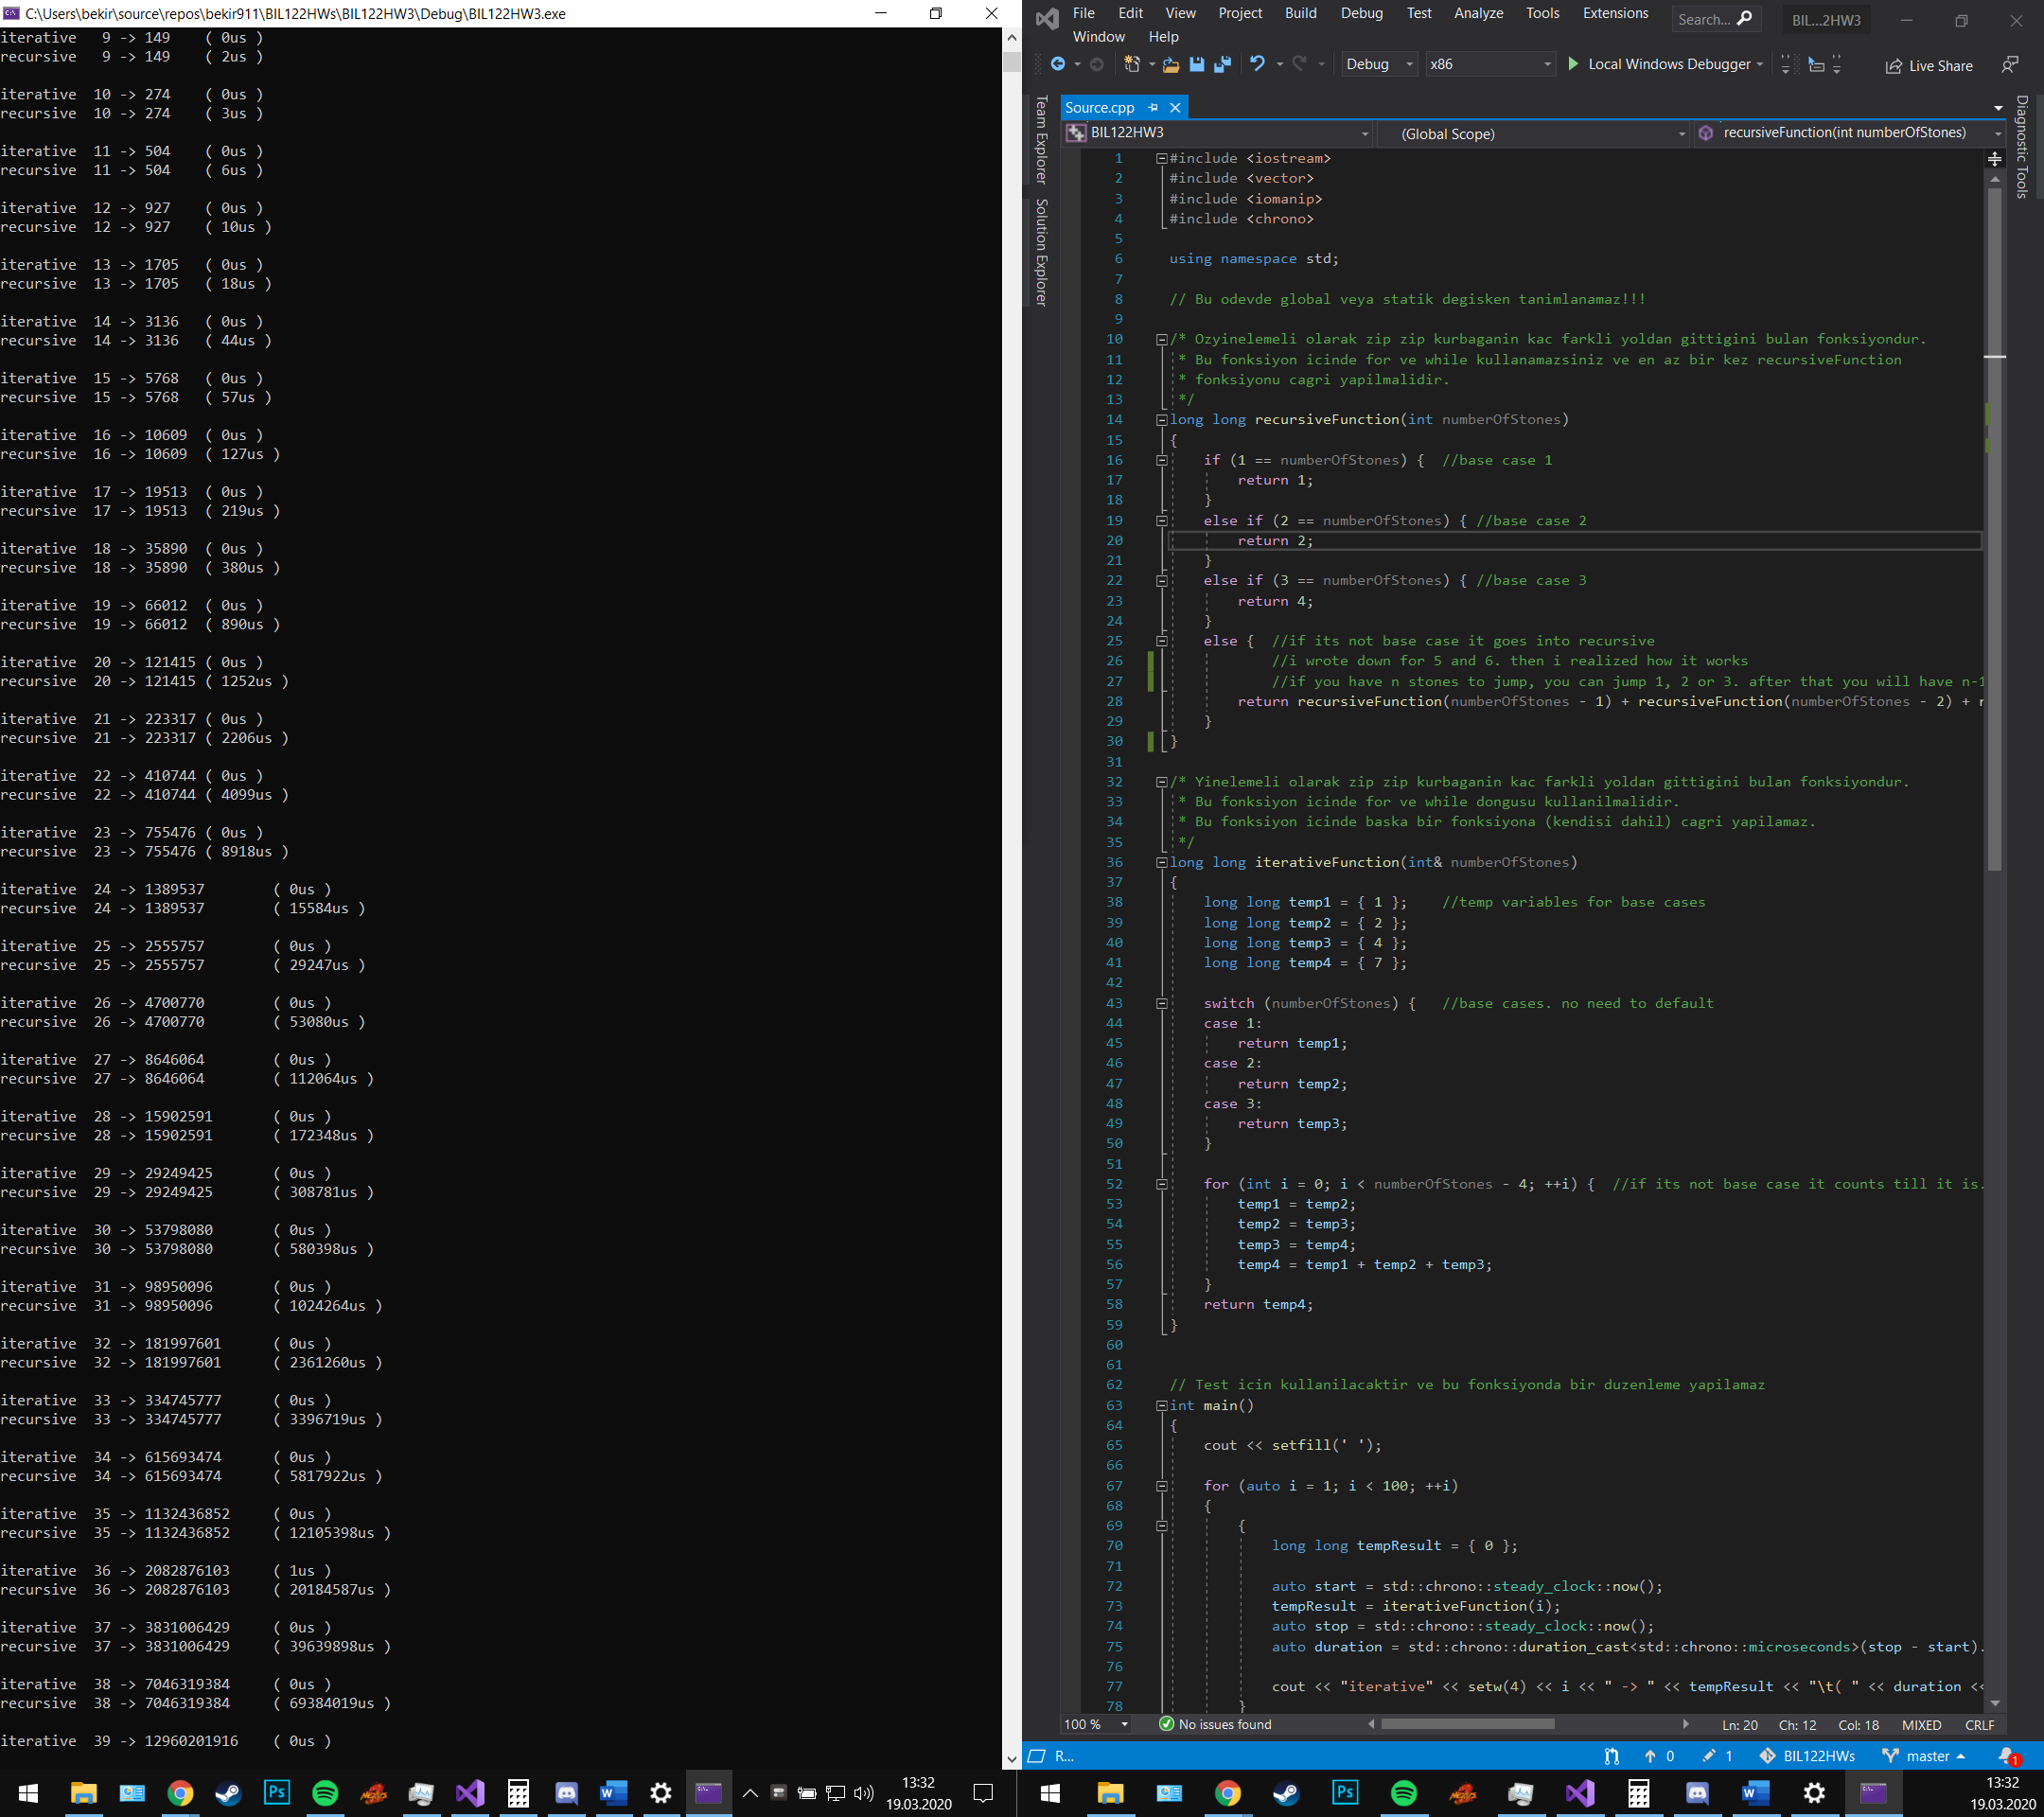 C:\Users\bekir\source\repos\bekir911\BIL122HWs\BIL122HW3\Debug\BIL122HW3.exe
iterative   9 -> 149    ( 0us )
recursive   9 -> 149    ( 2us )
iterative  10 -> 274    ( 0us )
recursive  10 -> 274    ( 3us )
iterative  11 -> 504    ( 0us )
recursive  11 -> 504    ( 6us )
iterative  12 -> 927    ( 0us )
recursive  12 -> 927    ( 10us )
iterative  13 -> 1705   ( 0us )
recursive  13 -> 1705   ( 18us )
iterative  14 -> 3136   ( 0us )
recursive  14 -> 3136   ( 44us )
iterative  15 -> 5768   ( 0us )
recursive  15 -> 5768   ( 57us )
iterative  16 -> 10609  ( 0us )
recursive  16 -> 10609  ( 127us )
iterative  17 -> 19513  ( 0us )
recursive  17 -> 19513  ( 219us )
iterative  18 -> 35890  ( 0us )
recursive  18 -> 35890  ( 380us )
iterative  19 -> 66012  ( 0us )
recursive  19 -> 66012  ( 890us )
iterative  20 -> 121415 ( 0us )
recursive  20 -> 121415 ( 1252us )
iterative  21 -> 223317 ( 0us )
recursive  21 -> 223317 ( 2206us )
iterative  22 -> 410744 ( 0us )
recursive  22 -> 410744 ( 4099us )
iterative  23 -> 755476 ( 0us )
recursive  23 -> 755476 ( 8918us )
iterative  24 -> 1389537        ( 0us )
recursive  24 -> 1389537        ( 15584us )
iterative  25 -> 2555757        ( 0us )
recursive  25 -> 2555757        ( 29247us )
iterative  26 -> 4700770        ( 0us )
recursive  26 -> 4700770        ( 53080us )
iterative  27 -> 8646064        ( 0us )
recursive  27 -> 8646064        ( 112064us )
iterative  28 -> 15902591       ( 0us )
recursive  28 -> 15902591       ( 172348us )
iterative  29 -> 29249425       ( 0us )
recursive  29 -> 29249425       ( 308781us )
iterative  30 -> 53798080       ( 0us )
recursive  30 -> 53798080       ( 580398us )
iterative  31 -> 98950096       ( 0us )
recursive  31 -> 98950096       ( 1024264us )
iterative  32 -> 181997601      ( 0us )
recursive  32 -> 181997601      ( 2361260us )
iterative  33 -> 334745777      ( 0us )
recursive  33 -> 334745777      ( 3396719us )
iterative  34 -> 615693474      ( 0us )
recursive  34 -> 615693474      ( 5817922us )
iterative  35 -> 1132436852     ( 0us )
recursive  35 -> 1132436852     ( 12105398us )
iterative  36 -> 2082876103     ( 1us )
recursive  36 -> 2082876103     ( 20184587us )
iterative  37 -> 3831006429     ( 0us )
recursive  37 -> 3831006429     ( 39639898us )
iterative  38 -> 7046319384     ( 0us )
recursive  38 -> 7046319384     ( 69384019us )
iterative  39 -> 12960201916    ( 0us )
13:32
19.03.2020
File Edit View Project Build Debug Test Analyze Tools Extensions Search... BIL...2HW3
Window Help
Debug x86 Local Windows Debugger Live Share
Team Explorer
Solution Explorer
Diagnostic Tools
Source.cpp
BIL122HW3 (Global Scope) recursiveFunction(int numberOfStones)
1 #include <iostream>
2 #include <vector>
3 #include <iomanip>
4 #include <chrono>
5
6 using namespace std;
7
8 // Bu odevde global veya statik degisken tanimlanamaz!!!
9
10 /* Ozyinelemeli olarak zip zip kurbaganin kac farkli yoldan gittigini bulan fonksiyondur.
11 * Bu fonksiyon icinde for ve while kullanamazsiniz ve en az bir kez recursiveFunction
12 * fonksiyonu cagri yapilmalidir.
13 */
14 long long recursiveFunction(int numberOfStones)
15 {
16 if (1 == numberOfStones) {  //base case 1
17 return 1;
18 }
19 else if (2 == numberOfStones) { //base case 2
20 return 2;
21 }
22 else if (3 == numberOfStones) { //base case 3
23 return 4;
24 }
25 else {  //if its not base case it goes into recursive
26 //i wrote down for 5 and 6. then i realized how it works
27 //if you have n stones to jump, you can jump 1, 2 or 3. after that you will have n-1
28 return recursiveFunction(numberOfStones - 1) + recursiveFunction(numberOfStones - 2) + r
29 }
30 }
31
32 /* Yinelemeli olarak zip zip kurbaganin kac farkli yoldan gittigini bulan fonksiyondur.
33 * Bu fonksiyon icinde for ve while dongusu kullanilmalidir.
34 * Bu fonksiyon icinde baska bir fonksiyona (kendisi dahil) cagri yapilamaz.
35 */
36 long long iterativeFunction(int& numberOfStones)
37 {
38 long long temp1 = { 1 };    //temp variables for base cases
39 long long temp2 = { 2 };
40 long long temp3 = { 4 };
41 long long temp4 = { 7 };
42
43 switch (numberOfStones) {   //base cases. no need to default
44 case 1:
45 return temp1;
46 case 2:
47 return temp2;
48 case 3:
49 return temp3;
50 }
51
52 for (int i = 0; i < numberOfStones - 4; ++i) {  //if its not base case it counts till it is.
53 temp1 = temp2;
54 temp2 = temp3;
55 temp3 = temp4;
56 temp4 = temp1 + temp2 + temp3;
57 }
58 return temp4;
59 }
60
61
62 // Test icin kullanilacaktir ve bu fonksiyonda bir duzenleme yapilamaz
63 int main()
64 {
65 cout << setfill(' ');
66
67 for (auto i = 1; i < 100; ++i)
68 {
69 {
70 long long tempResult = { 0 };
71
72 auto start = std::chrono::steady_clock::now();
73 tempResult = iterativeFunction(i);
74 auto stop = std::chrono::steady_clock::now();
75 auto duration = std::chrono::duration_cast<std::chrono::microseconds>(stop - start).
76
77 cout << "iterative" << setw(4) << i << " -> " << tempResult << "\t( " << duration <<
78 }
100 % No issues found Ln: 20 Ch: 12 Col: 18 MIXED CRLF
R... 0 1 BIL122HWs master 1
13:32
19.03.2020